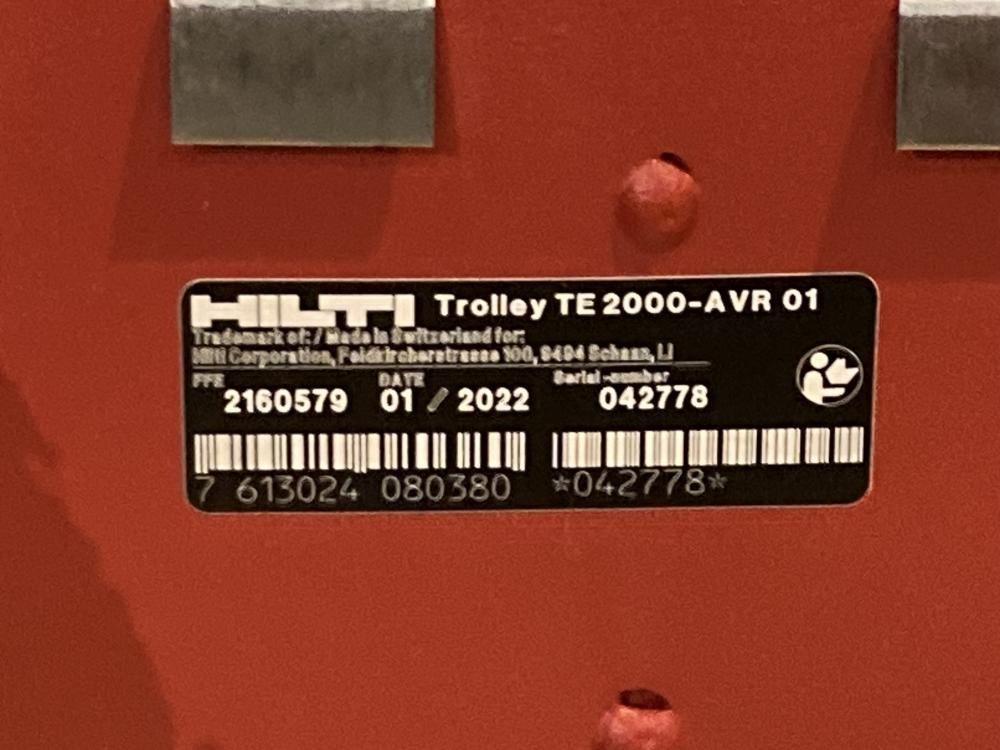 HILTI Trolley TE 2000-AVR 01
Trademark of: / Made in Switzerland for:
Hilti Corporation, Feldkircherstrasse 100, 9494 Schaan, LI
DATE Serial-number
2160579 01 / 2022 042778
7 613024 080380 *042778*